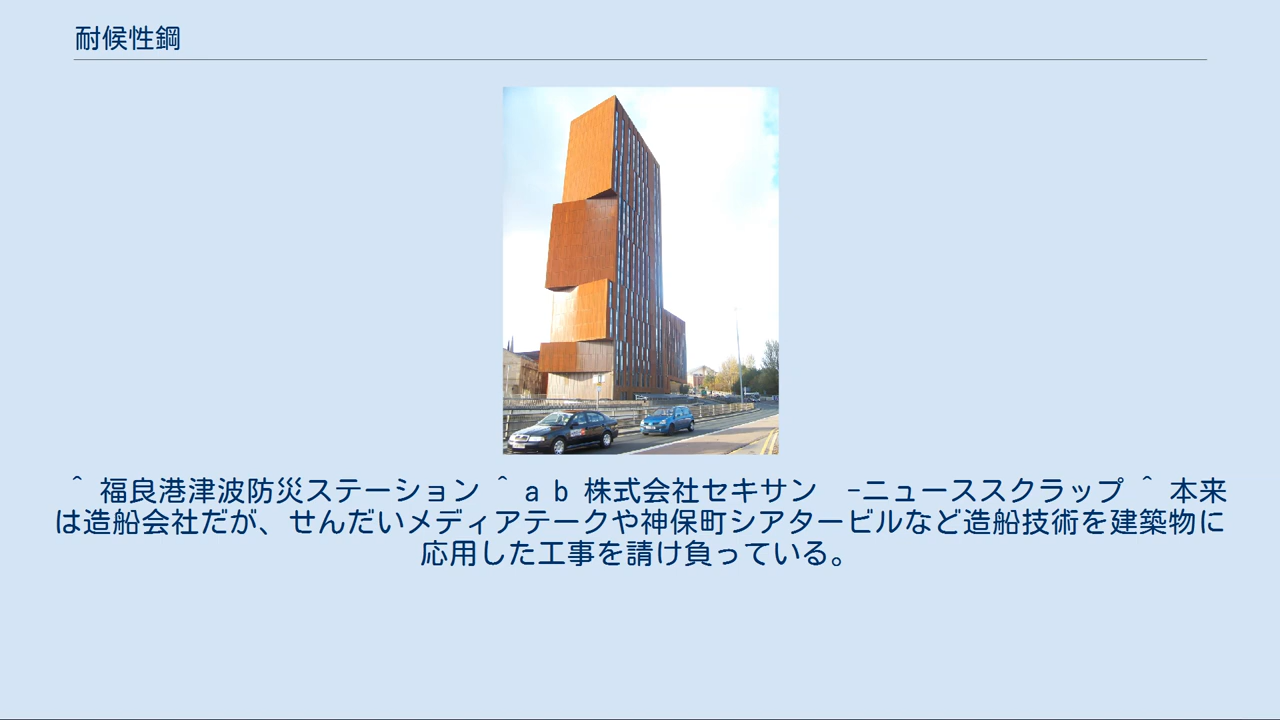 耐候性鋼
^ 福良港津波防災ステーション ^ a b 株式会社セキサン　-ニューススクラップ ^ 本来
は造船会社だが、せんだいメディアテークや神保町シアタービルなど造船技術を建築物に
応用した工事を請け負っている。